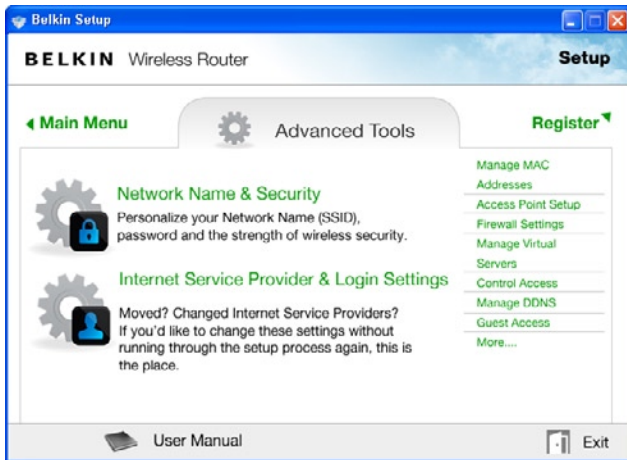 Belkin Setup
BELKIN Wireless Router
Setup
Main Menu
Advanced Tools
Register
Network Name & Security
Personalize your Network Name (SSID),
password and the strength of wireless security.
Internet Service Provider & Login Settings
Moved? Changed Internet Service Providers?
If you'd like to change these settings without
running through the setup process again, this is
the place.
Manage MAC
Addresses
Access Point Setup
Firewall Settings
Manage Virtual
Servers
Control Access
Manage DDNS
Guest Access
More....
User Manual
Exit